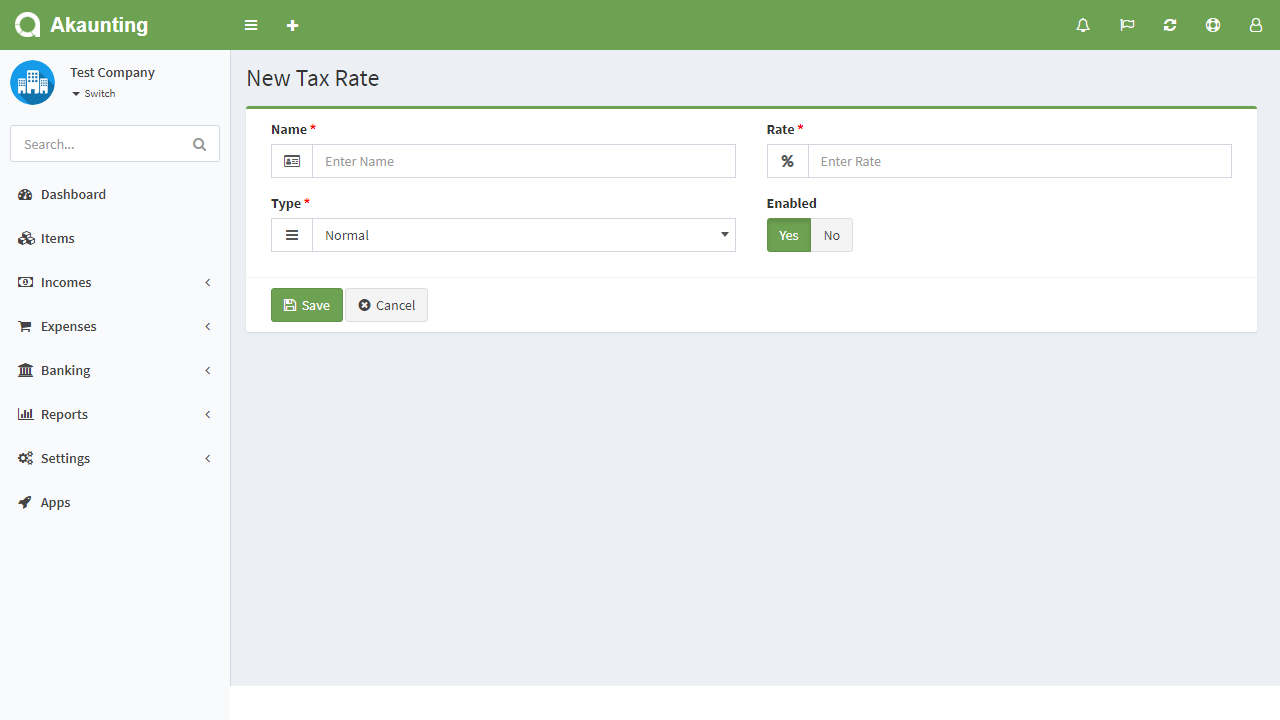 Akaunting
Test Company
Switch
Search...
Dashboard
Items
Incomes
Expenses
Banking
Reports
Settings
Apps
New Tax Rate
Name *
Rate *
Enter Name
% Enter Rate
Type *
Enabled
Normal
Yes No
Save Cancel